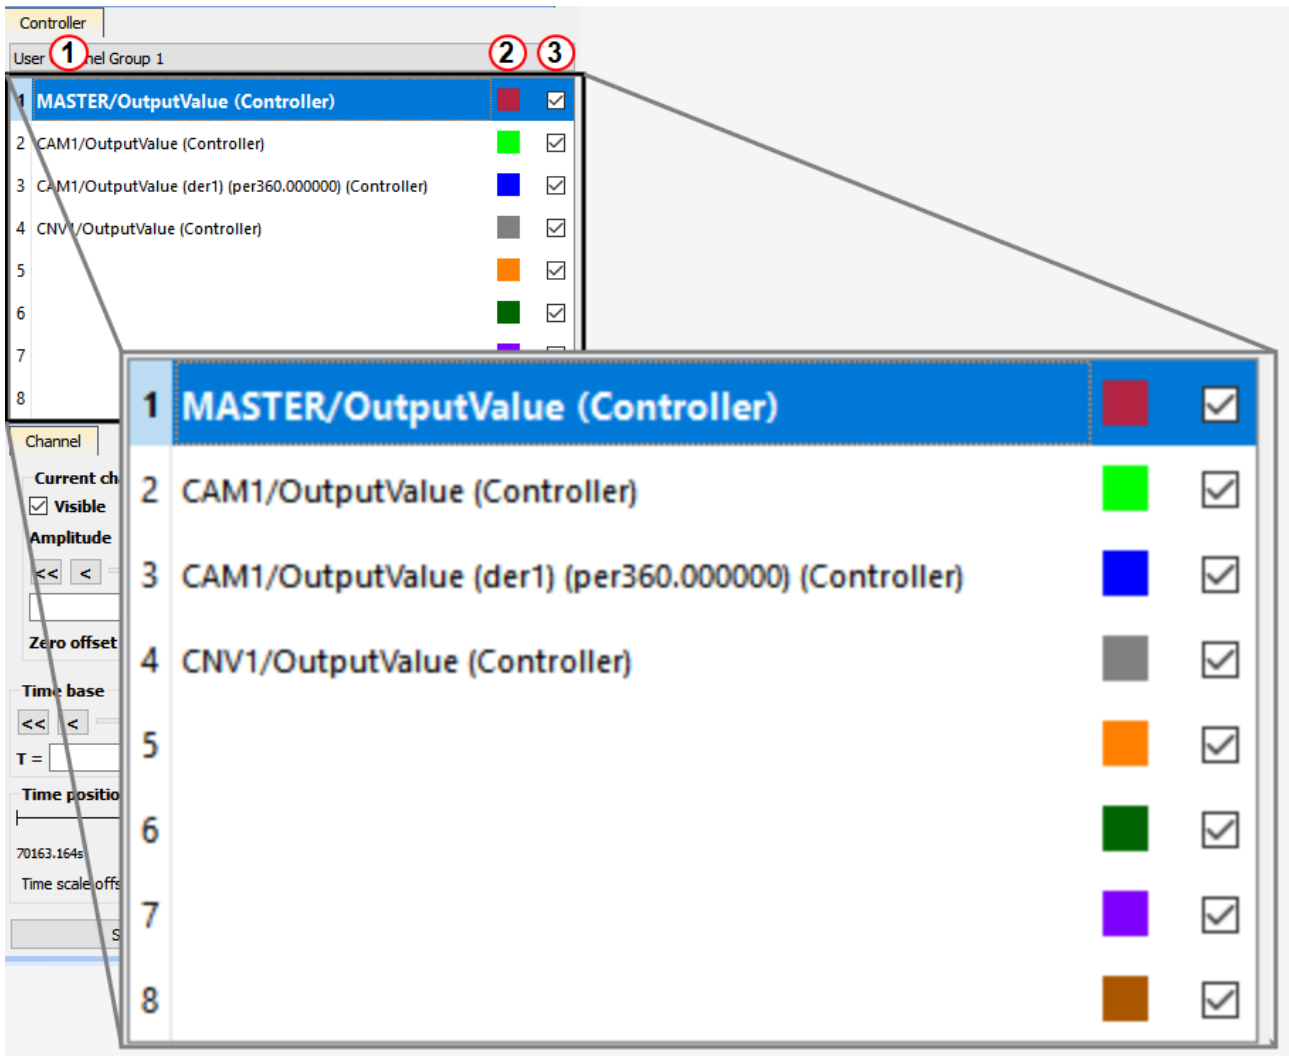 Controller
User nel Group 1
1 2 3
1 MASTER/OutputValue (Controller)
2 CAM1/OutputValue (Controller)
3 CAM1/OutputValue (der1) (per360.000000) (Controller)
4 CNV1/OutputValue (Controller)
5
6
7
8
Channel
Current ch
Visible
Amplitude
<< <
Zero offset
Time base
<< <
T =
Time positio
70163.164s
Time scale offs
S
1 MASTER/OutputValue (Controller)
2 CAM1/OutputValue (Controller)
3 CAM1/OutputValue (der1) (per360.000000) (Controller)
4 CNV1/OutputValue (Controller)
5
6
7
8